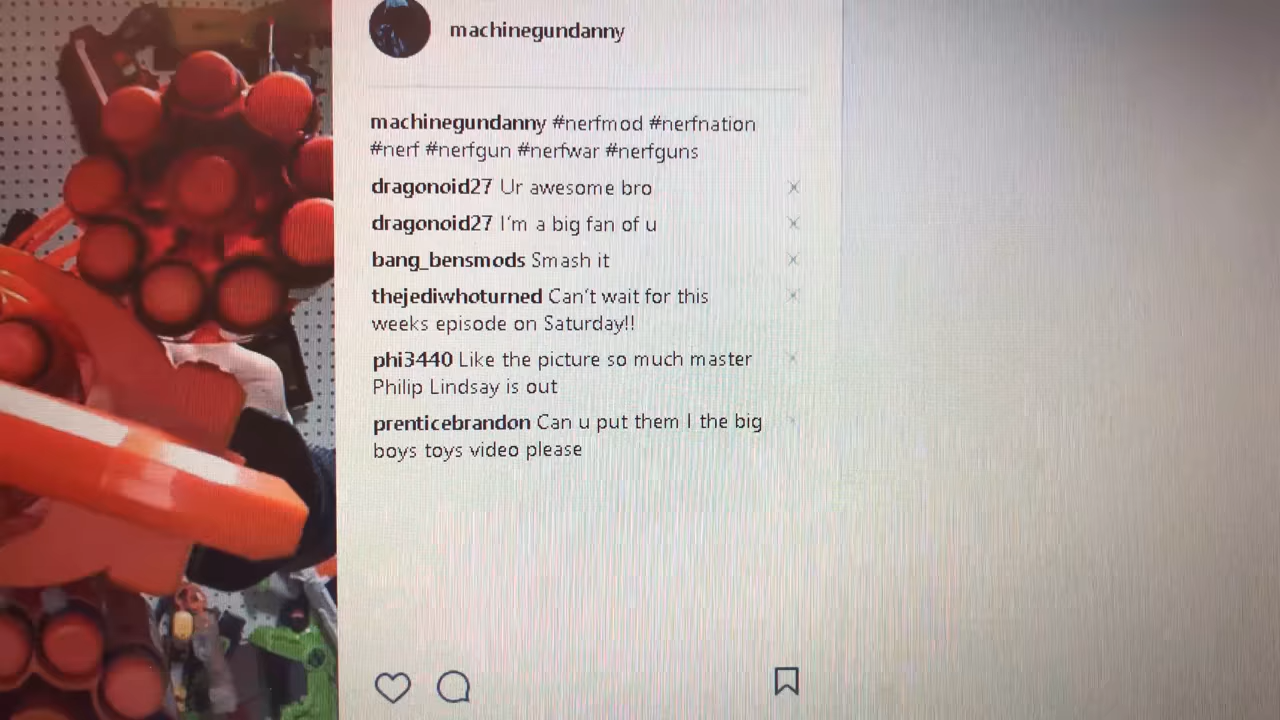 machinegundanny
machinegundanny #nerfmod #nerfnation
#nerf #nerfgun #nerfwar #nerfguns
dragonoid27 Ur awesome bro
dragonoid27 I'm a big fan of u
bang_bensmods Smash it
thejediwhoturned Can't wait for this
weeks episode on Saturday!!
phi3440 Like the picture so much master
Philip Lindsay is out
prenticebrandon Can u put them I the big
boys toys video please